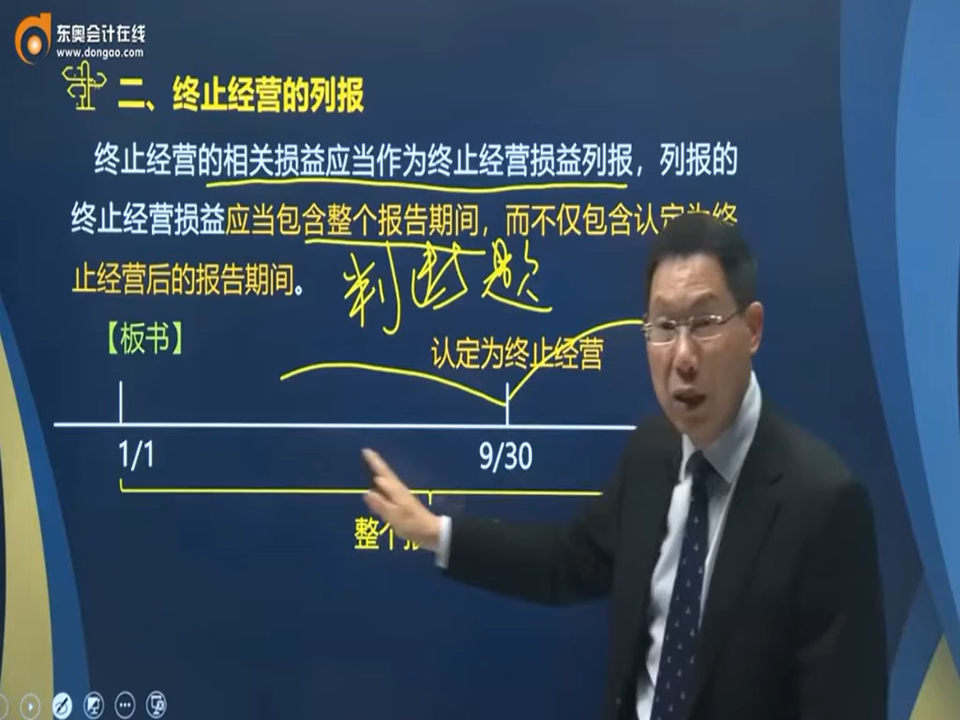 东奥会计在线
www.dongao.com
二、终止经营的列报
终止经营的相关损益应当作为终止经营损益列报，列报的
终止经营损益应当包含整个报告期间，而不仅包含认定为终
止经营后的报告期间。
判断题
【板书】
认定为终止经营
1/1
9/30
整个报